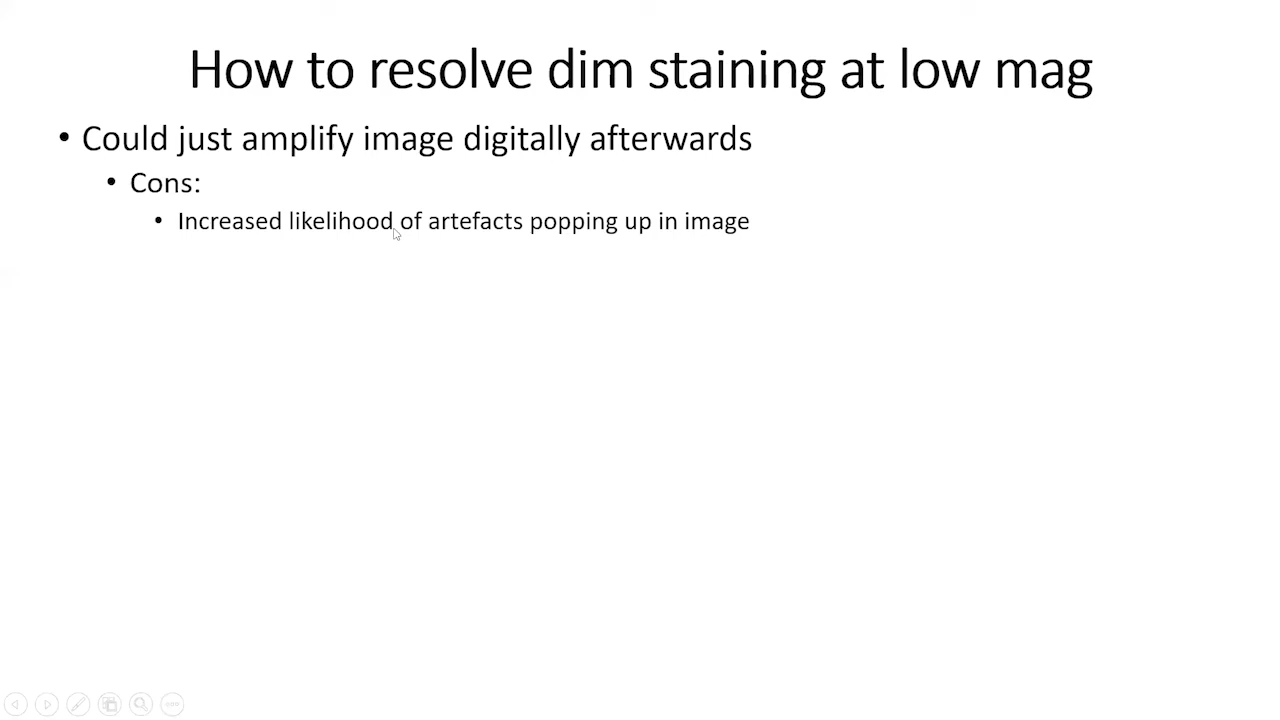 How to resolve dim staining at low mag
• Could just amplify image digitally afterwards
• Cons:
• Increased likelihood of artefacts popping up in image